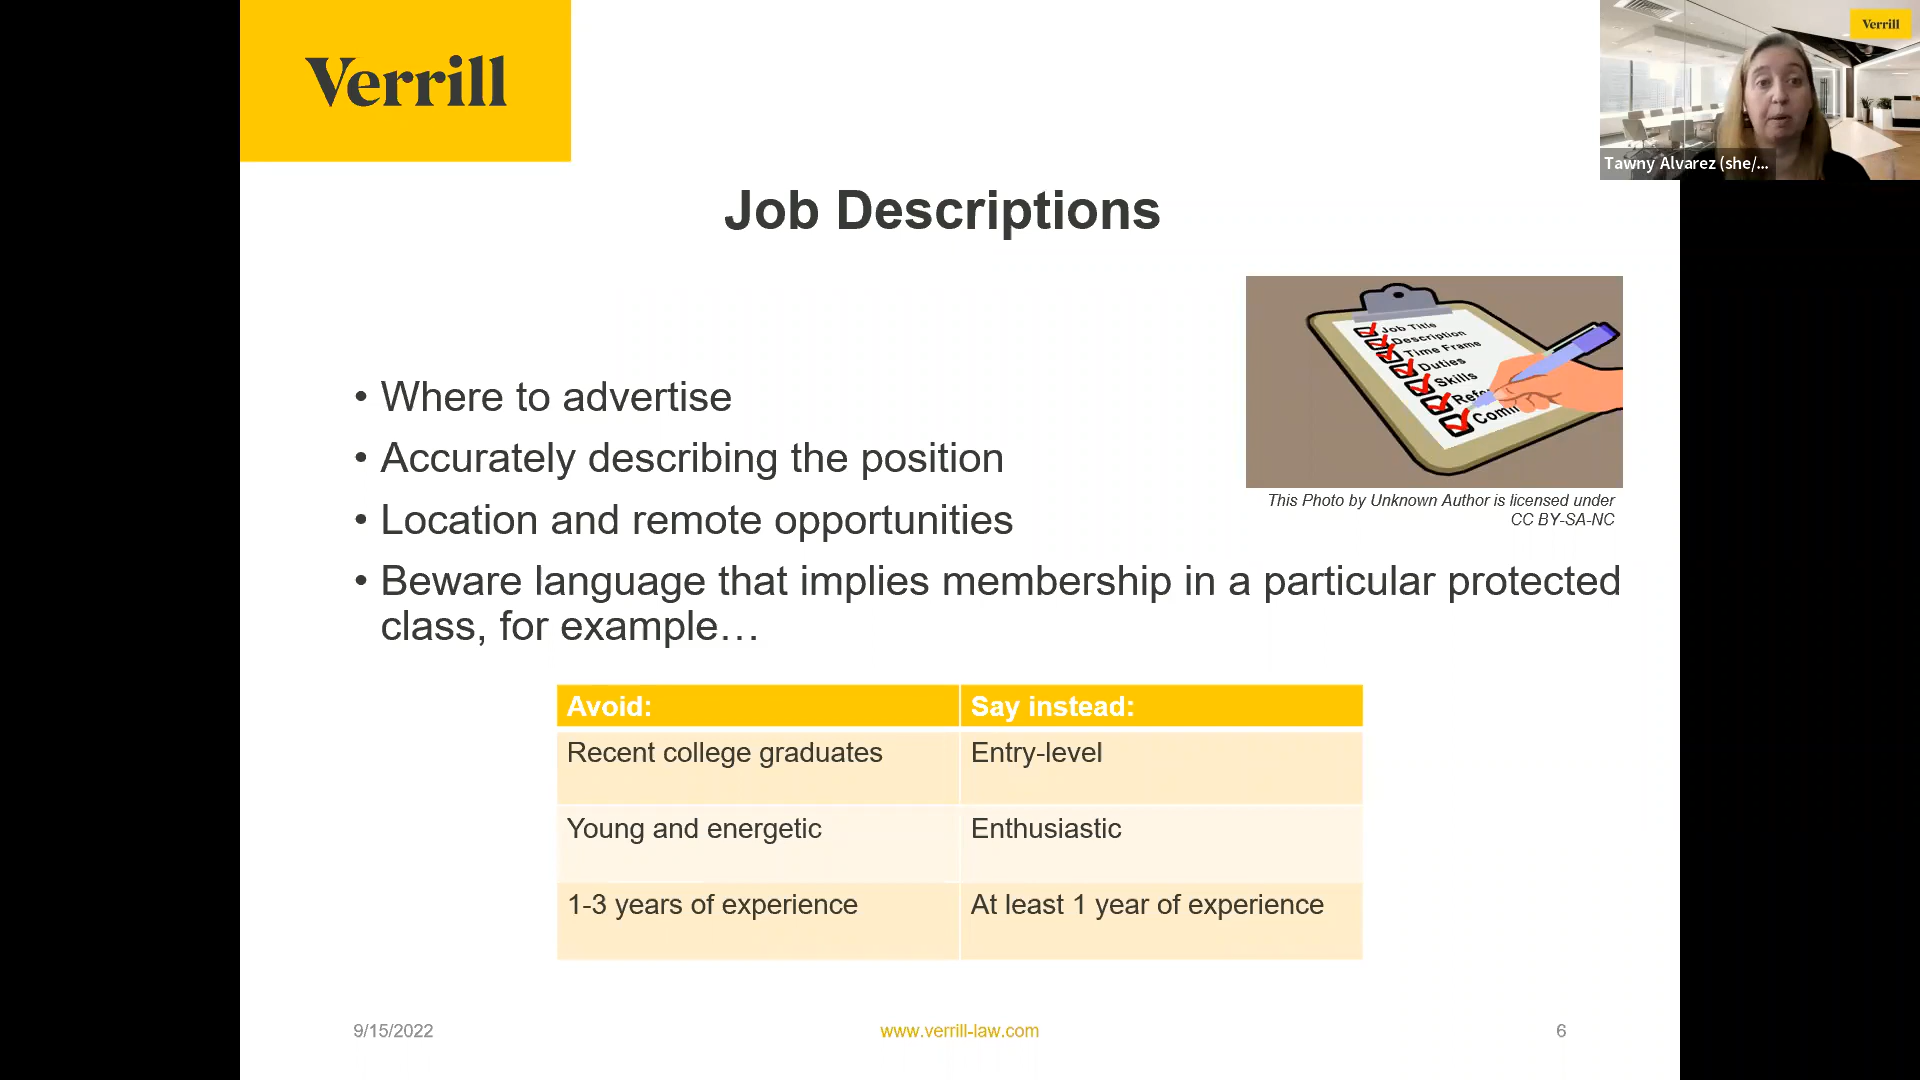 Verrill
Verrill
Tawny Alvarez (she/...
Job Descriptions
Job Title
Description
Time Frame
Duties
Skills
• Where to advertise
• Accurately describing the position
This Photo by Unknown Author is licensed under
CC BY-SA-NC
• Location and remote opportunities
• Beware language that implies membership in a particular protected
class, for example…
Avoid: Say instead:
Recent college graduates Entry-level
Young and energetic Enthusiastic
1-3 years of experience At least 1 year of experience
9/15/2022 www.verrill-law.com 6